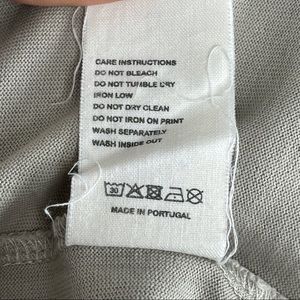 CARE INSTRUCTIONS
DO NOT BLEACH
DO NOT TUMBLE DRY
IRON LOW
DO NOT DRY CLEAN
DO NOT IRON ON PRINT
WASH SEPARATELY
WASH INSIDE OUT
30
MADE IN PORTUGAL